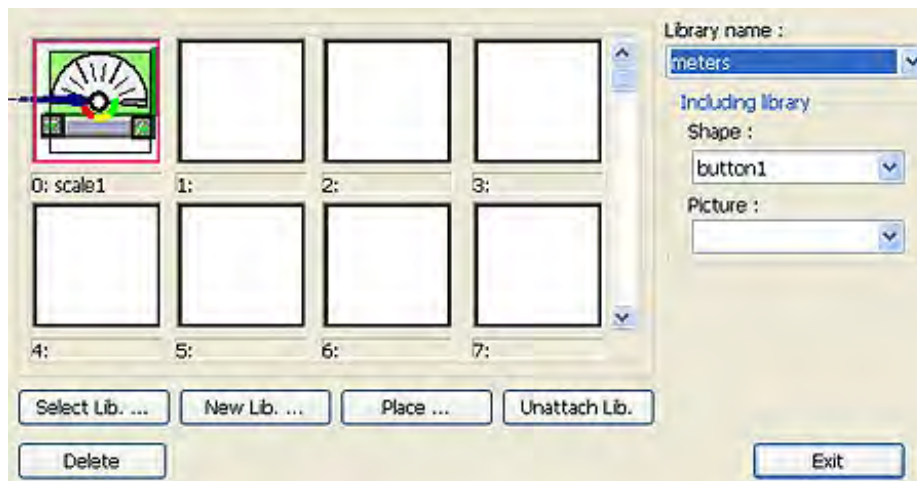 Library name :
meters
Including library
Shape :
button1
Picture :
0: scale1 1: 2: 3:
4: 5: 6: 7:
Select Lib. ... New Lib. ... Place ... Unattach Lib.
Delete Exit